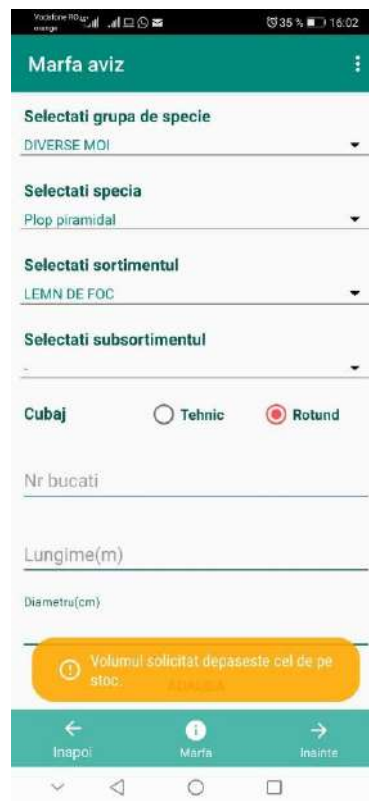 Vodafone RO
orange
35 % 16:02
Marfa aviz
Selectati grupa de specie
DIVERSE MOI
Selectati specia
Plop piramidal
Selectati sortimentul
LEMN DE FOC
Selectati subsortimentul
-
Cubaj Tehnic Rotund
Nr bucati
Lungime(m)
Diametru(cm)
Volumul solicitat depaseste cel de pe
stoc.
ADAUGA
Inapoi Marfa Inainte